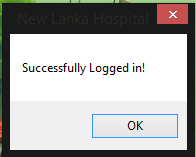 New Lanka Hospital
Successfully Logged in!
OK